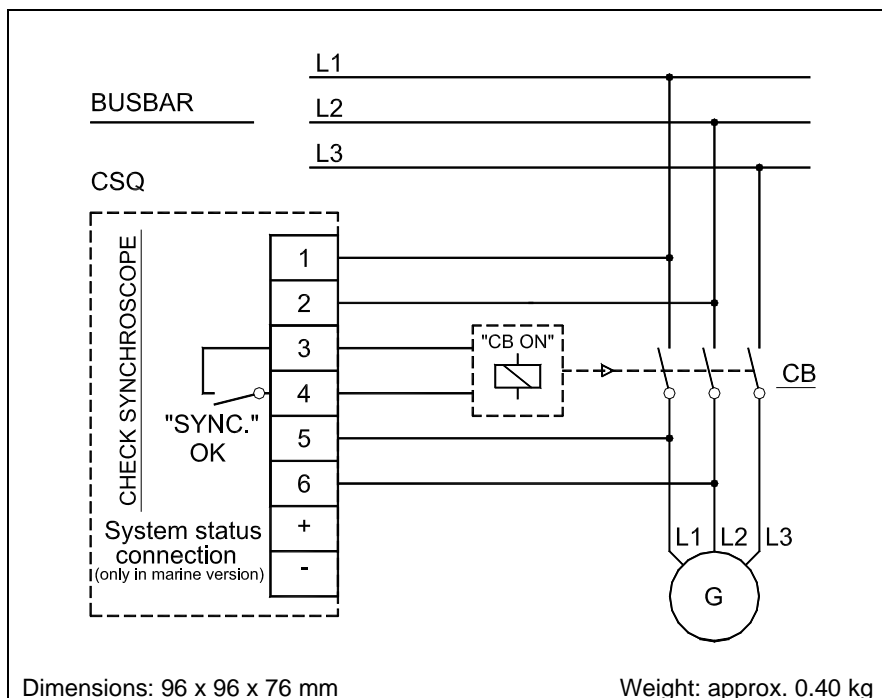 L1
BUSBAR
L2
L3
CSQ
CHECK SYNCHROSCOPE
1
2
3
"CB ON"
4
CB
"SYNC."
OK
5
6
System status
connection
(only in marine version)
+
-
L1 L2 L3
G
Dimensions: 96 x 96 x 76 mm
Weight: approx. 0.40 kg